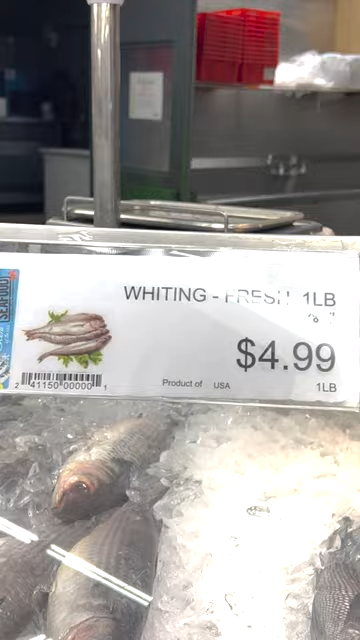 WHITING - FRESH 1LB
$4.99
SEAFOOD
2 41150 00000 1
Product of USA
1LB